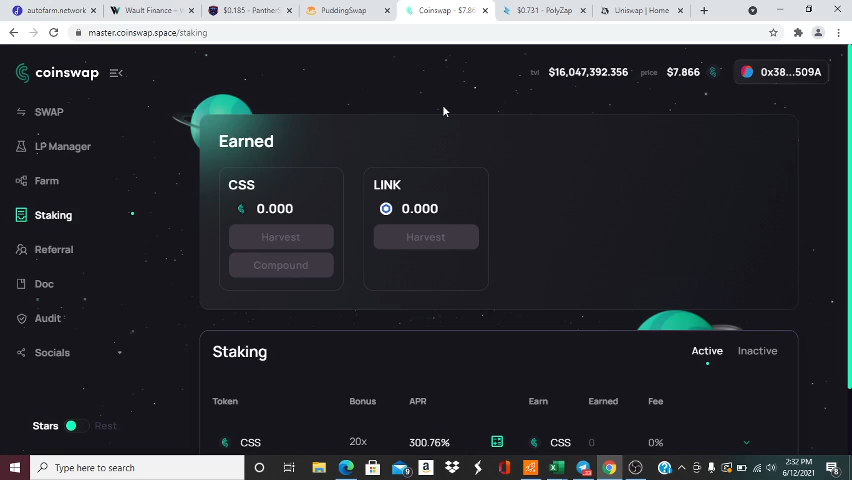 autofarm.network
Wault Finance -
$0.185 - Panther
PuddingSwap
Coinswap - $7.86
$0.731 - PolyZap
Uniswap | Home
master.coinswap.space/staking
coinswap
tvl $16,047,392.356 price $7.866 0x38...509A
SWAP
LP Manager
Farm
Staking
Referral
Doc
Audit
Socials
Stars Rest
Earned
CSS
0.000
Harvest
Compound
LINK
0.000
Harvest
Staking
Active Inactive
Token Bonus APR Earn Earned Fee
CSS 20x 300.76% CSS 0 0%
Type here to search
2:32 PM
6/12/2021